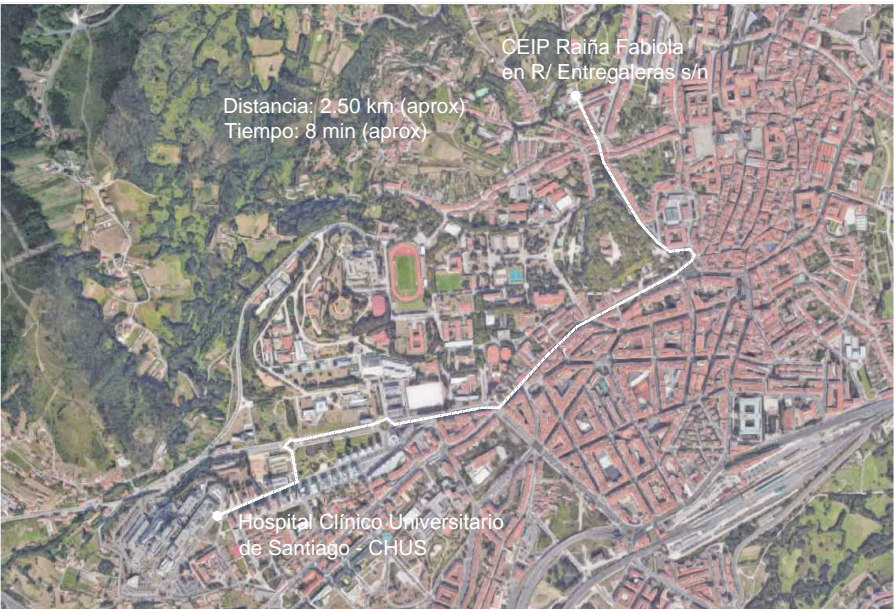 CEIP Raiña Fabiola
en R/ Entregaleras s/n
Distancia: 2.50 km (aprox)
Tiempo: 8 min (aprox)
Hospital Clínico Universitario
de Santiago - CHUS